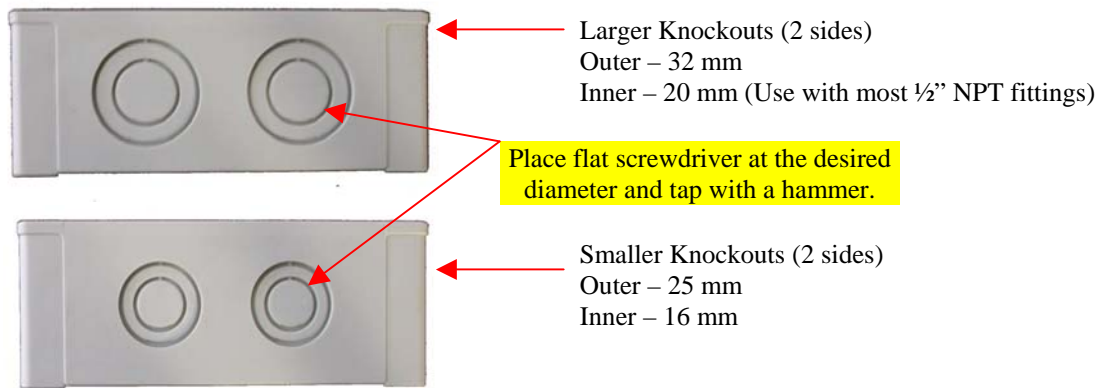 Larger Knockouts (2 sides)
Outer – 32 mm
Inner – 20 mm (Use with most ½” NPT fittings)
Place flat screwdriver at the desired
diameter and tap with a hammer.
Smaller Knockouts (2 sides)
Outer – 25 mm
Inner – 16 mm